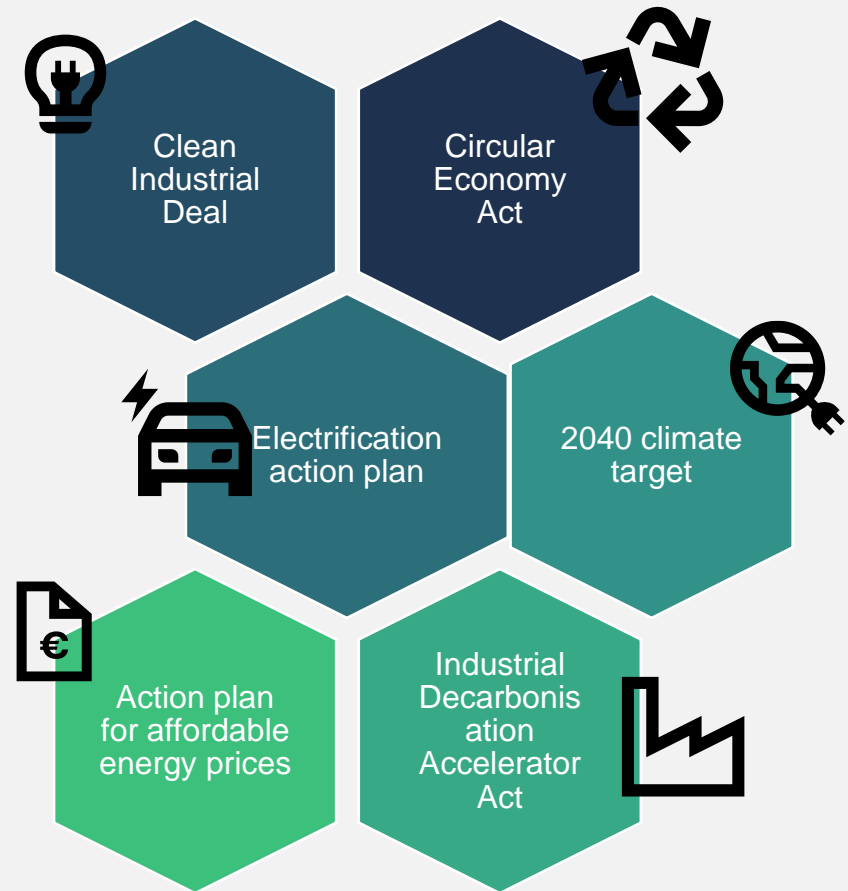 Clean
Industrial
Deal
Circular
Economy
Act
Electrification
action plan
2040 climate
target
€
Action plan
for affordable
energy prices
Industrial
Decarbonis
ation
Accelerator
Act